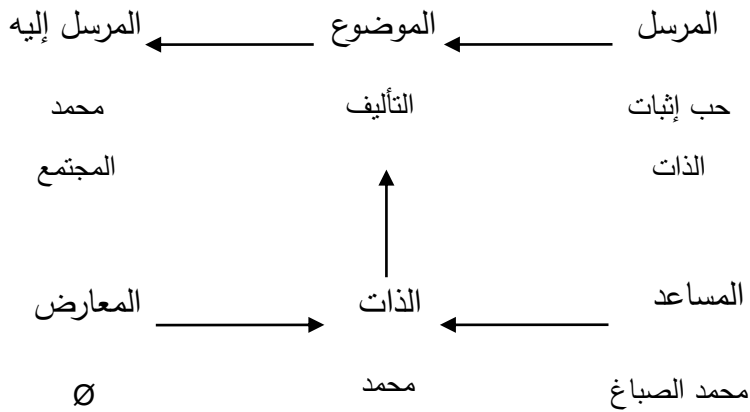 المرسل الموضوع المرسل إليه
حب إثبات التأليف محمد
الذات المجتمع
المساعد الذات المعارض
محمد الصباغ محمد Ø